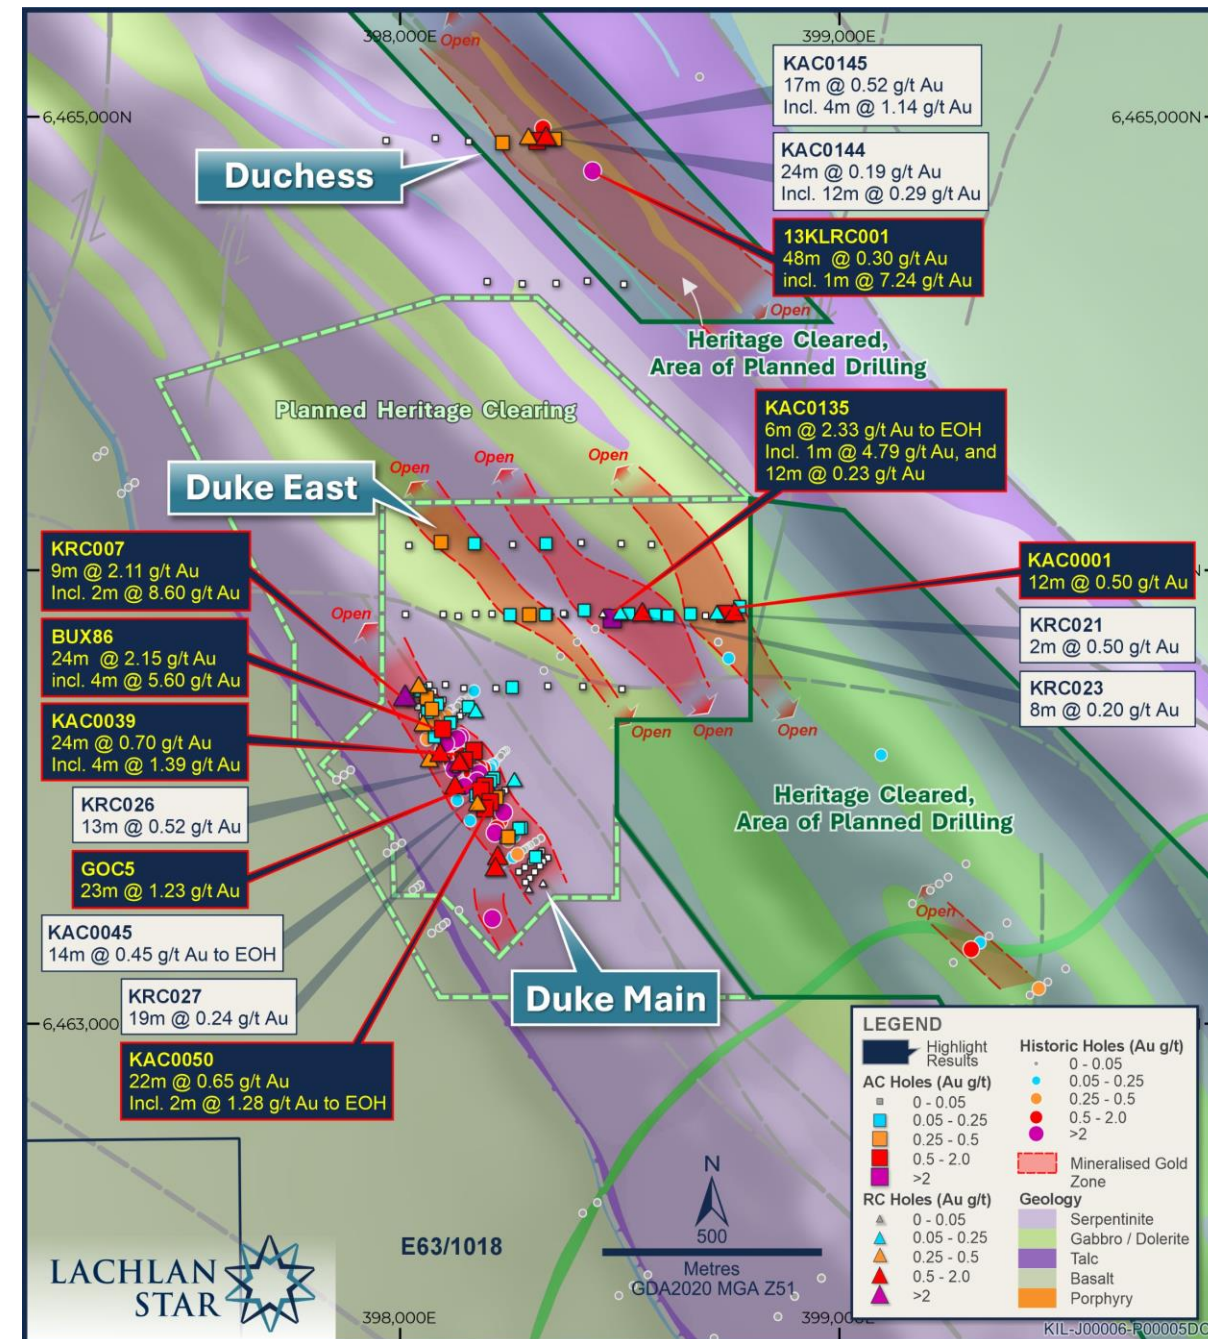 398,000E
399,000E
Open
KAC0145
17m @ 0.52 g/t Au
Incl. 4m @ 1.14 g/t Au
6,465,000N
6,465,000N
Duchess
KAC0144
24m @ 0.19 g/t Au
Incl. 12m @ 0.29 g/t Au
13KLRC001
48m @ 0.30 g/t Au
incl. 1m @ 7.24 g/t Au
Open
Heritage Cleared,
Area of Planned Drilling
Planned Heritage Clearing
KAC0135
6m @ 2.33 g/t Au to EOH
Incl. 1m @ 4.79 g/t Au, and
12m @ 0.23 g/t Au
Open
Open
Open
Duke East
KRC007
9m @ 2.11 g/t Au
Incl. 2m @ 8.60 g/t Au
KAC0001
12m @ 0.50 g/t Au
N
Open
KRC021
2m @ 0.50 g/t Au
BUX86
24m @ 2.15 g/t Au
incl. 4m @ 5.60 g/t Au
KRC023
8m @ 0.20 g/t Au
KAC0039
24m @ 0.70 g/t Au
Incl. 4m @ 1.39 g/t Au
Open
Open
Open
KRC026
13m @ 0.52 g/t Au
Heritage Cleared,
Area of Planned Drilling
GOC5
23m @ 1.23 g/t Au
Open
KAC0045
14m @ 0.45 g/t Au to EOH
KRC027
19m @ 0.24 g/t Au
Duke Main
6,463,000
KAC0050
22m @ 0.65 g/t Au
Incl. 2m @ 1.28 g/t Au to EOH
LEGEND
Highlight
Results
AC Holes (Au g/t)
0 - 0.05
0.05 - 0.25
0.25 - 0.5
0.5 - 2.0
>2
RC Holes (Au g/t)
0 - 0.05
0.05 - 0.25
0.25 - 0.5
0.5 - 2.0
>2
Historic Holes (Au g/t)
0 - 0.05
0.05 - 0.25
0.25 - 0.5
0.5 - 2.0
>2
Mineralised Gold
Zone
Geology
Serpentinite
Gabbro / Dolerite
Talc
Basalt
Porphyry
N
500
Metres
GDA2020 MGA Z51
E63/1018
LACHLAN
STAR
398,000E
399,000E
KIL-J00006-P00005DC